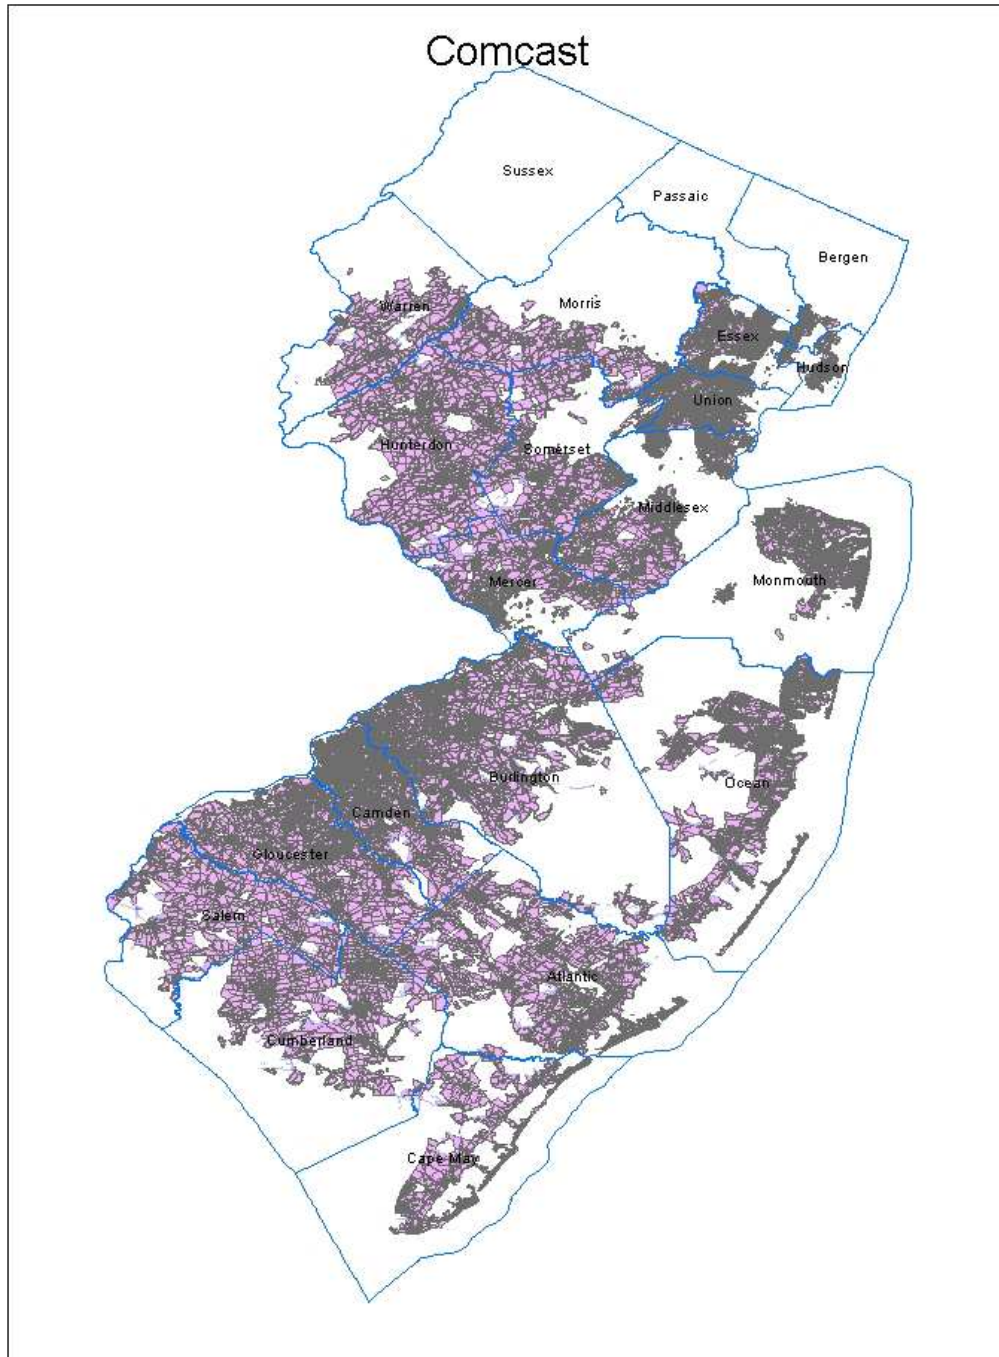 Comcast
Sussex
Passaic
Bergen
Warren
Morris
Essex
Hudson
Union
Hunterdon
Somerset
Middlesex
Mercer
Monmouth
Burlington
Ocean
Camden
Gloucester
Salem
Atlantic
Cumberland
Cape May